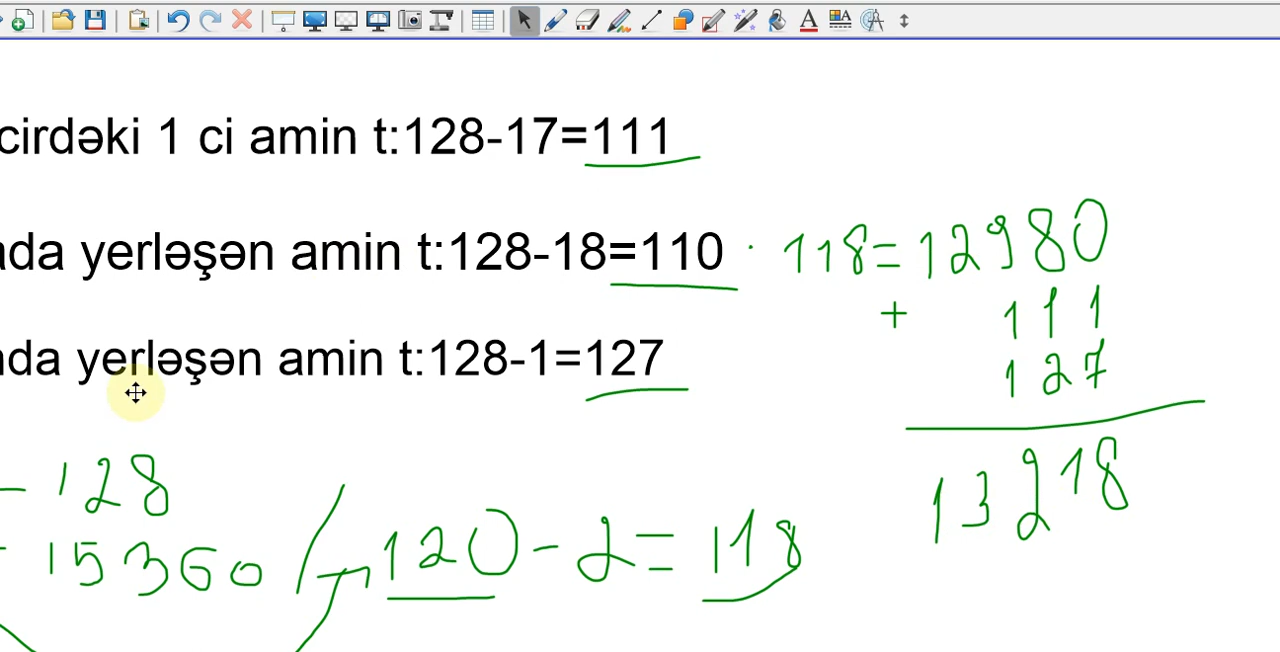 cirdəki 1 ci amin t:128-17=111
da yerləşən amin t:128-18=110 · 118=12980
+ 111
nda yerləşən amin t:128-1=127
127
13218
- 128
15360
120-2=118